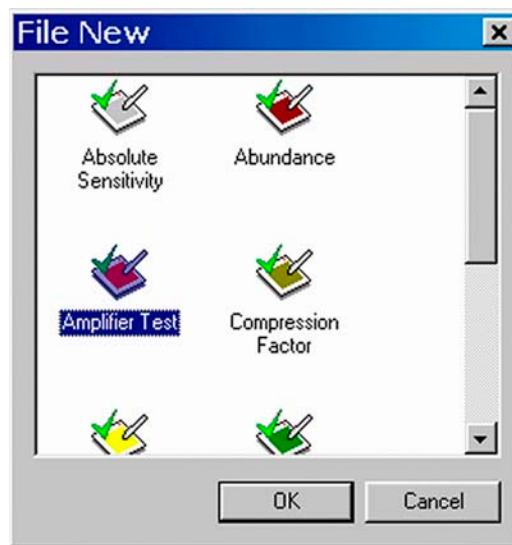 File New
Absolute
Sensitivity
Abundance
Amplifier Test
Compression
Factor
OK
Cancel